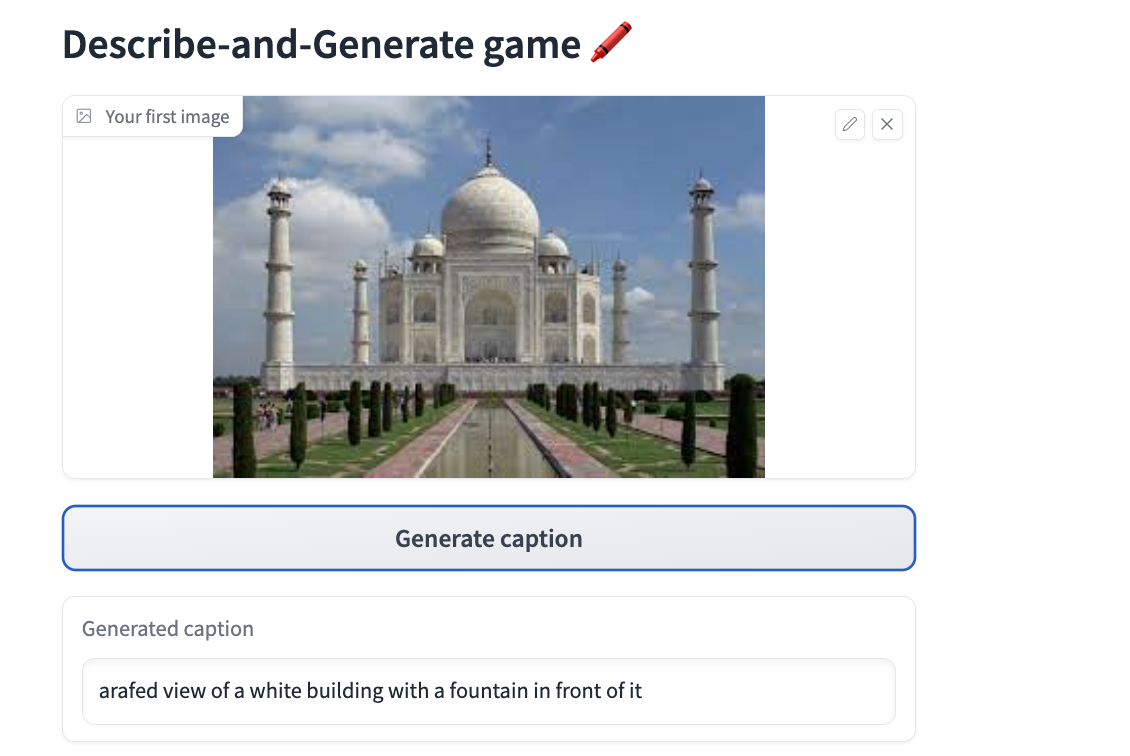 Describe-and-Generate game
Your first image
Generate caption
Generated caption
arafed view of a white building with a fountain in front of it